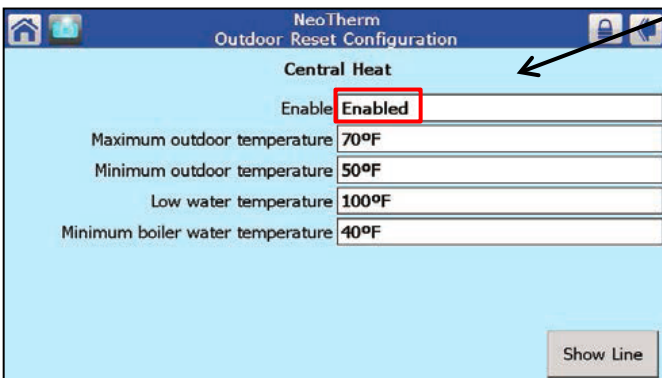 NeoTherm
Outdoor Reset Configuration
Central Heat
Enable Enabled
Maximum outdoor temperature 70ºF
Minimum outdoor temperature 50ºF
Low water temperature 100ºF
Minimum boiler water temperature 40ºF
Show Line